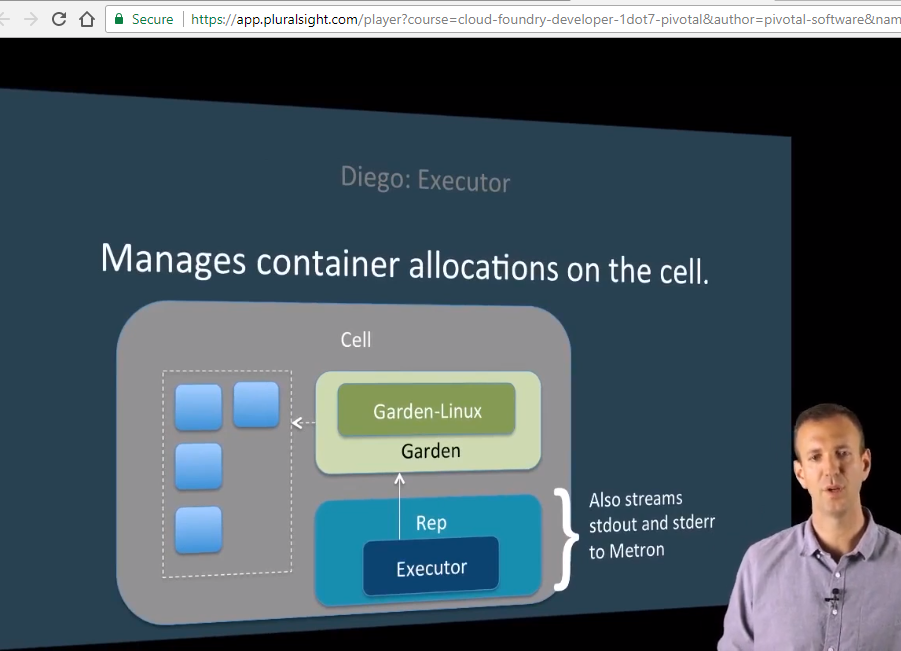 Secure
https://app.pluralsight.com/player?course=cloud-foundry-developer-1dot7-pivotal&author=pivotal-software&nam
Diego: Executor
Manages container allocations on the cell.
Cell
Garden-Linux
Garden
Rep
Executor
Also streams
stdout and stderr
to Metron